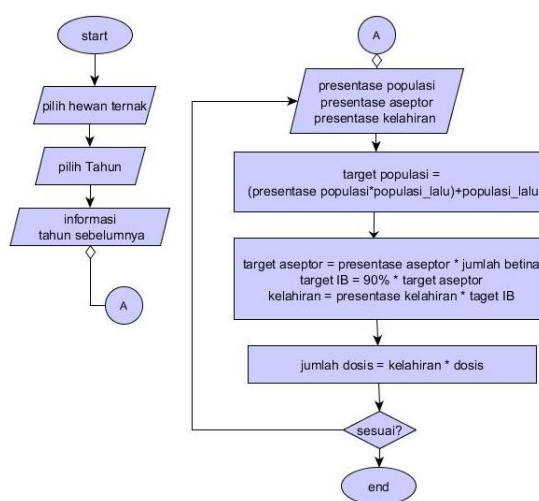 start
pilih hewan ternak
pilih Tahun
informasi
tahun sebelumnya
A
A
presentase populasi
presentase aseptor
presentase kelahiran
target populasi =
(presentase populasi*populasi_lalu)+populasi_lalu
target aseptor = presentase aseptor * jumlah betina
target IB = 90% * target aseptor
kelahiran = presentase kelahiran * taget IB
jumlah dosis = kelahiran * dosis
sesuai?
end